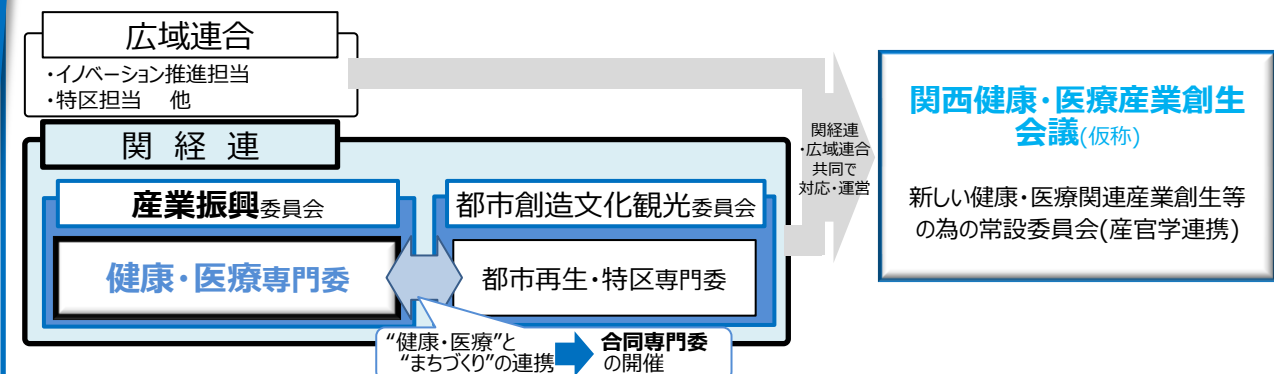 広域連合
・イノベーション推進担当
・特区担当　他
関 経 連
産業振興委員会
健康・医療専門委
都市創造文化観光委員会
都市再生・特区専門委
“健康・医療”と
“まちづくり”の連携
合同専門委
の開催
関経連
・広域連合
共同で
対応・運営
関西健康・医療産業創生
会議(仮称)
新しい健康・医療関連産業創生等
の為の常設委員会(産官学連携)